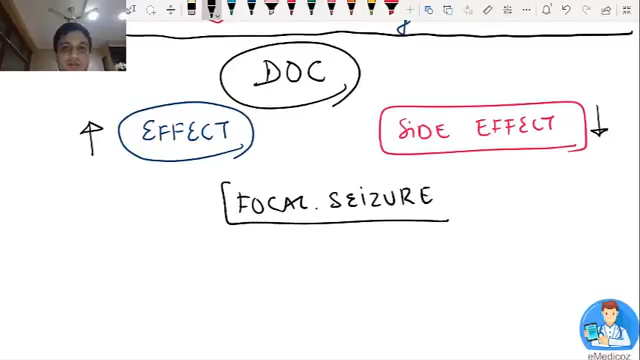 DOC
↑ EFFECT SIDE EFFECT ↓
FOCAL. SEIZURE
eMedicoz